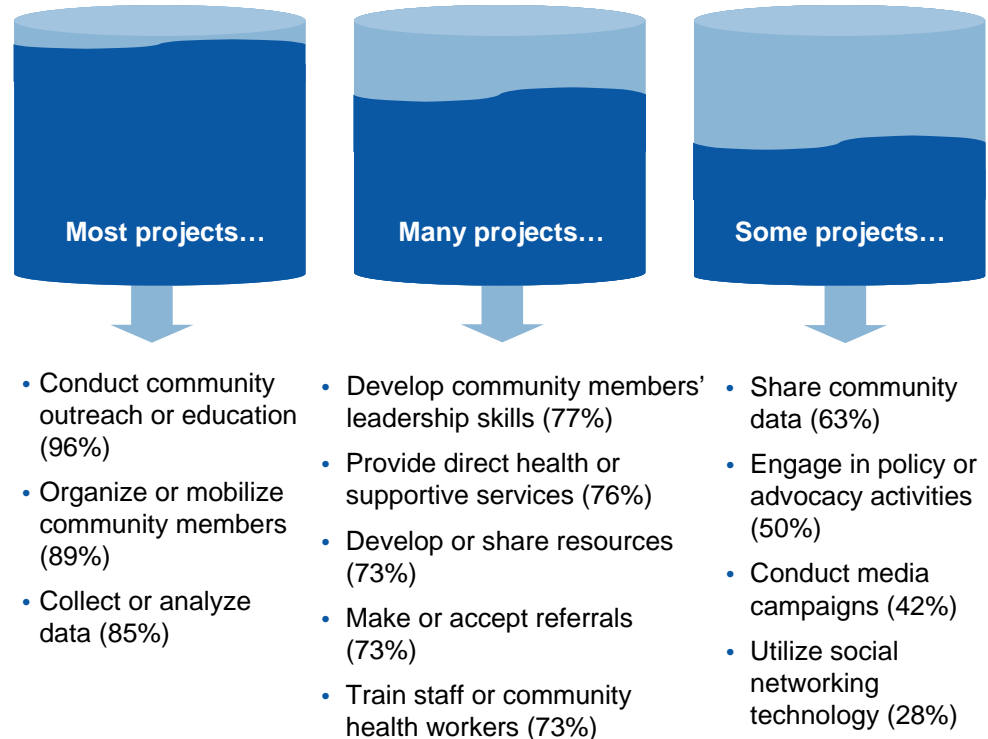 Most projects…
Many projects…
Some projects…
• Conduct community
outreach or education
(96%)
• Organize or mobilize
community members
(89%)
• Collect or analyze
data (85%)
• Develop community members’
leadership skills (77%)
• Provide direct health or
supportive services (76%)
• Develop or share resources
(73%)
• Make or accept referrals
(73%)
• Train staff or community
health workers (73%)
• Share community
data (63%)
• Engage in policy or
advocacy activities
(50%)
• Conduct media
campaigns (42%)
• Utilize social
networking
technology (28%)